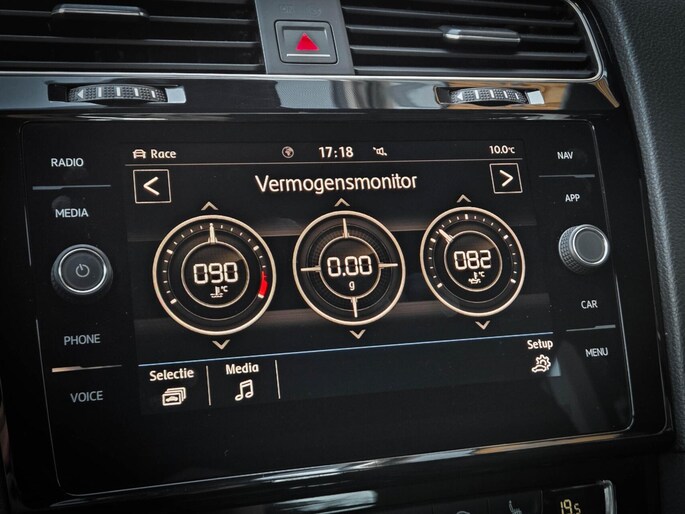 Race 17:18 10.0°C
RADIO
NAV
< Vermogensmonitor >
MEDIA
APP
090 °C
0.00 g
082 °C
PHONE
CAR
VOICE
MENU
Selectie
Media
Setup
19.5